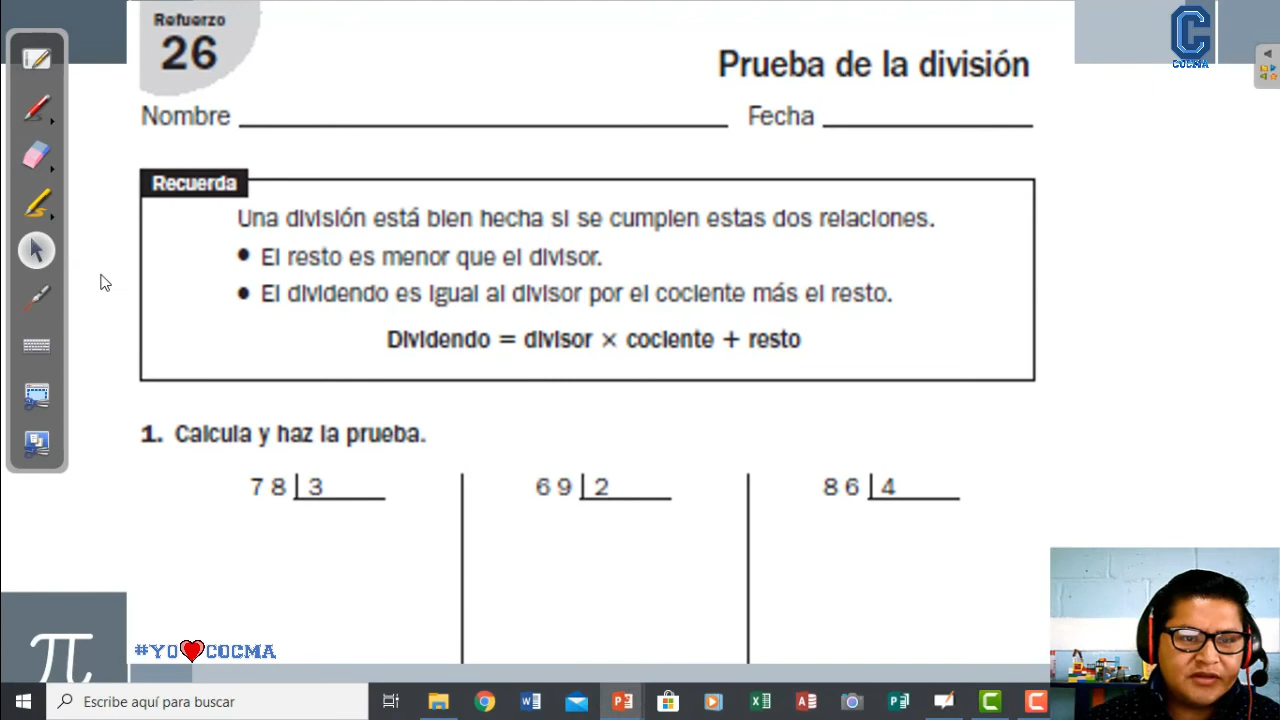 Refuerzo
26
C
COCMA
Prueba de la división
Nombre
Fecha
Recuerda
Una división está bien hecha si se cumplen estas dos relaciones.
• El resto es menor que el divisor.
• El dividendo es igual al divisor por el cociente más el resto.
Dividendo = divisor × cociente + resto
1. Calcula y haz la prueba.
78 3
69 2
86 4
π
#YO❤COCMA
Escribe aquí para buscar